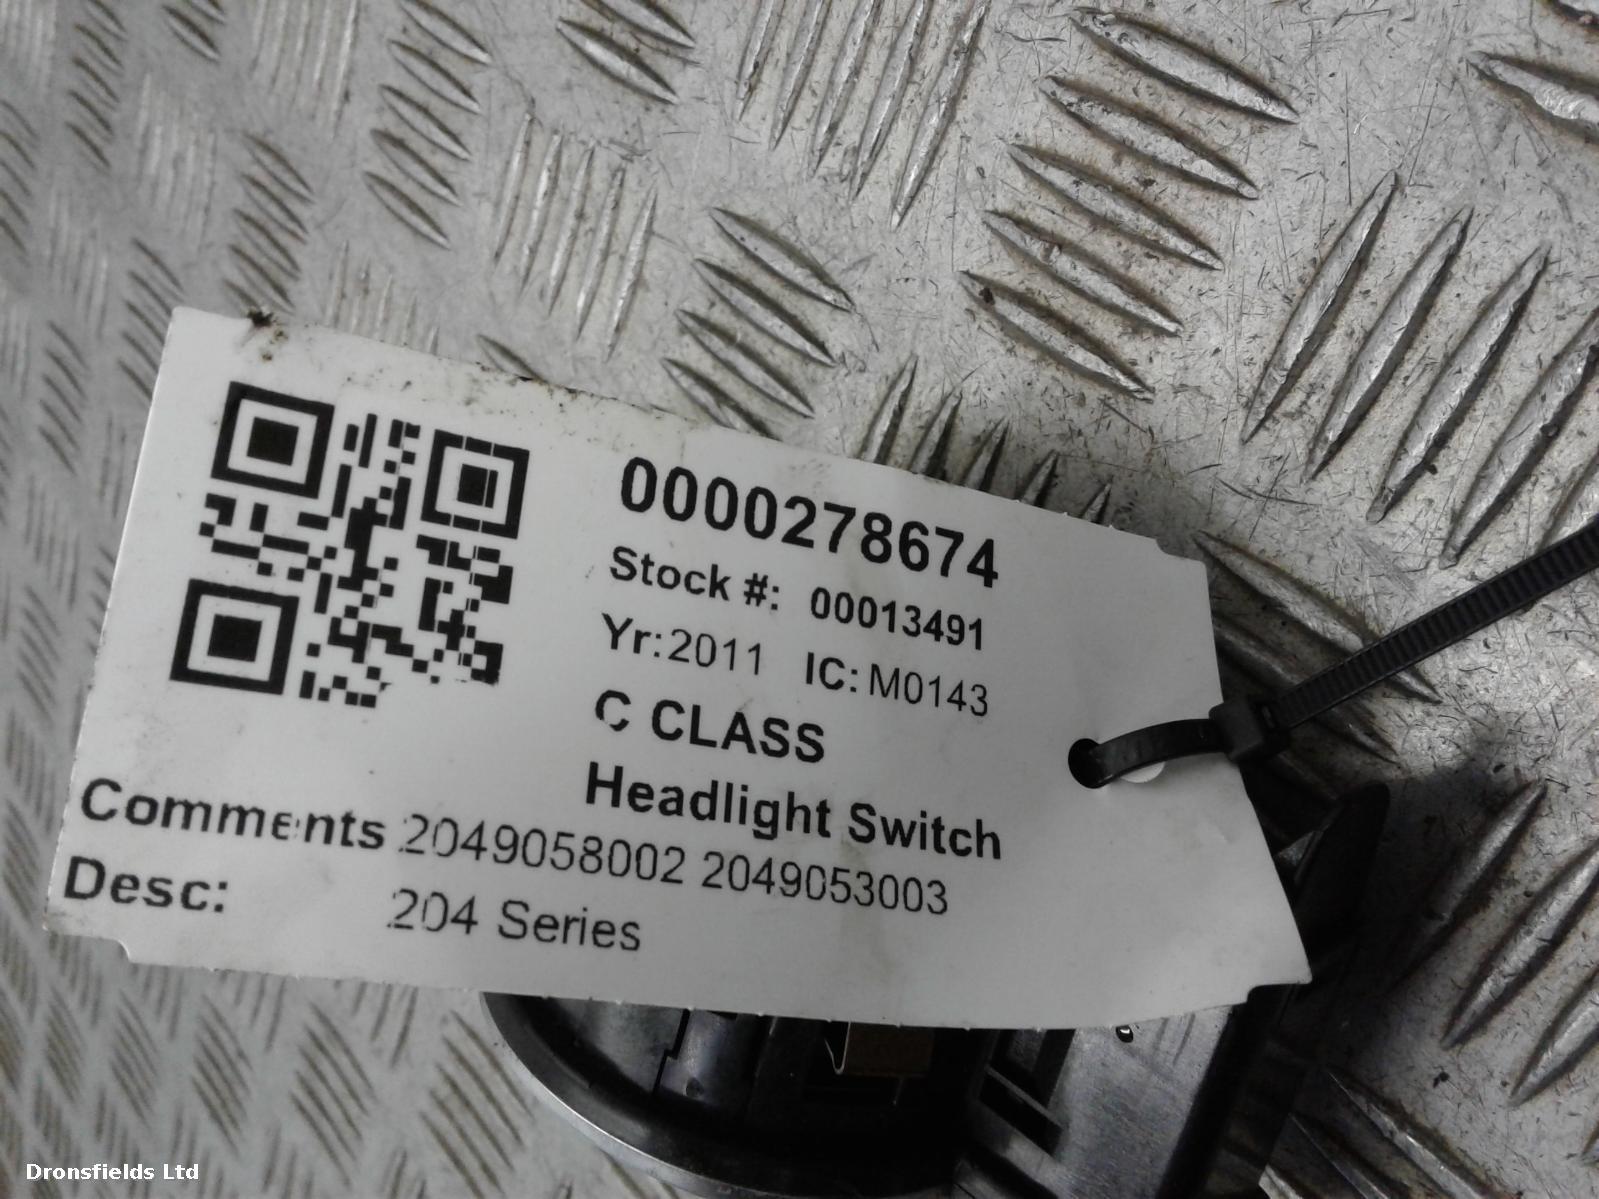 0000278674
Stock #: 00013491
Yr:2011 IC: M0143
C CLASS
Headlight Switch
Comments 2049058002 2049053003
Desc: 204 Series
Dronsfields Ltd